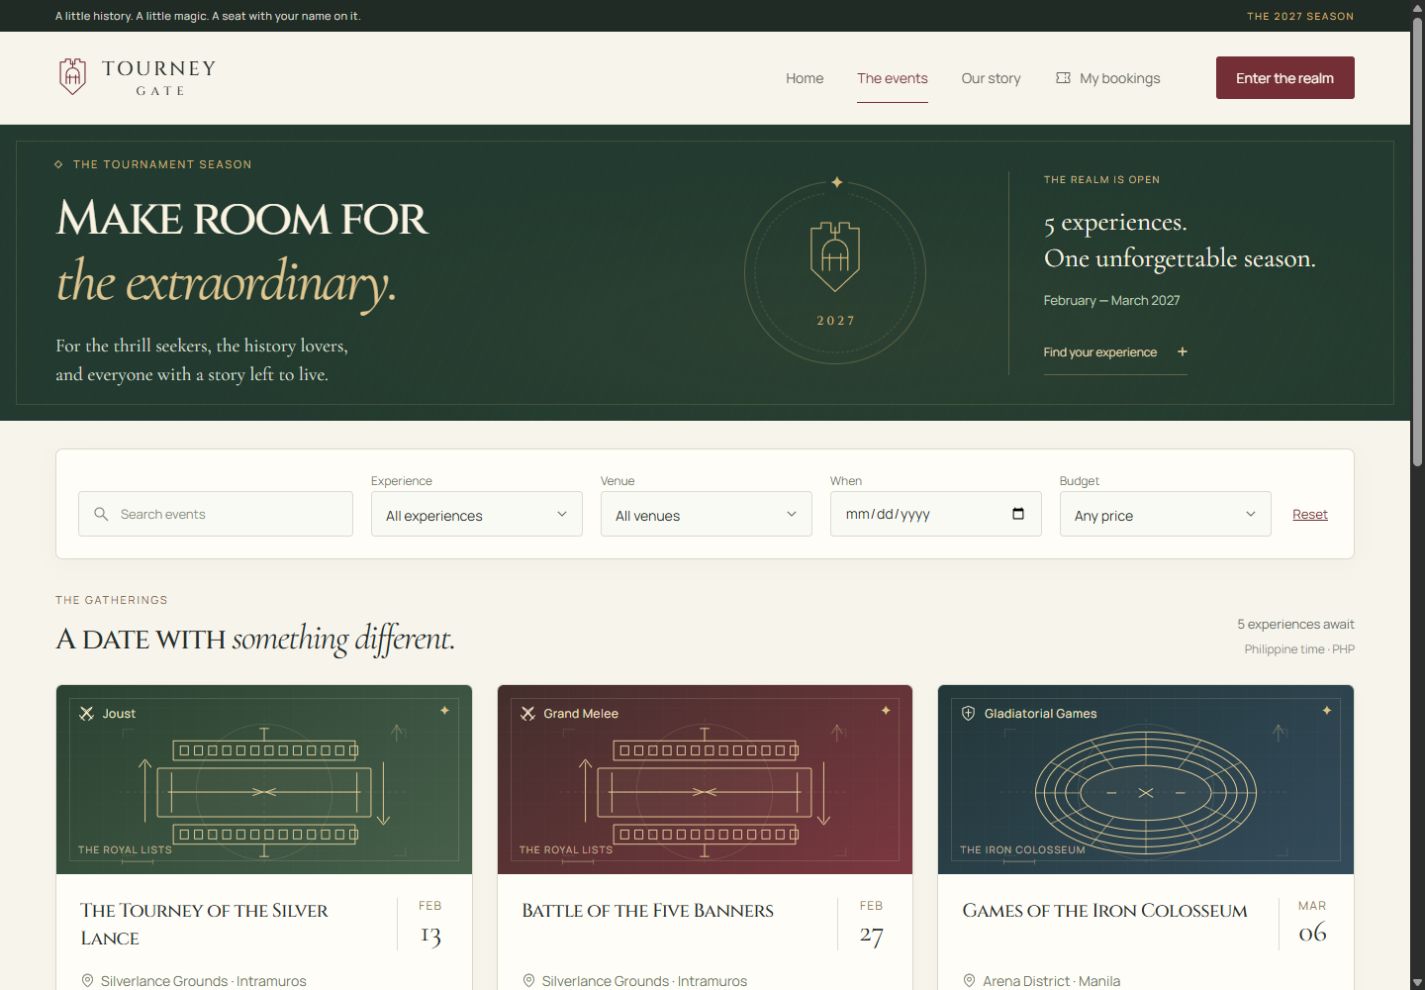 A little history. A little magic. A seat with your name on it.
THE 2027 SEASON
TOURNEY
GATE
Home
The events
Our story
My bookings
Enter the realm
THE TOURNAMENT SEASON
MAKE ROOM FOR
the extraordinary.
For the thrill seekers, the history lovers,
and everyone with a story left to live.
2027
THE REALM IS OPEN
5 experiences.
One unforgettable season.
February — March 2027
Find your experience +
Search events
Experience
All experiences
Venue
All venues
When
mm/dd/yyyy
Budget
Any price
Reset
THE GATHERINGS
A DATE WITH something different.
5 experiences await
Philippine time · PHP
Joust
THE ROYAL LISTS
THE TOURNEY OF THE SILVER
LANCE
FEB
13
Silverlance Grounds · Intramuros
Grand Melee
THE ROYAL LISTS
BATTLE OF THE FIVE BANNERS
FEB
27
Silverlance Grounds · Intramuros
Gladiatorial Games
THE IRON COLOSSEUM
GAMES OF THE IRON COLOSSEUM
MAR
06
Arena District · Manila